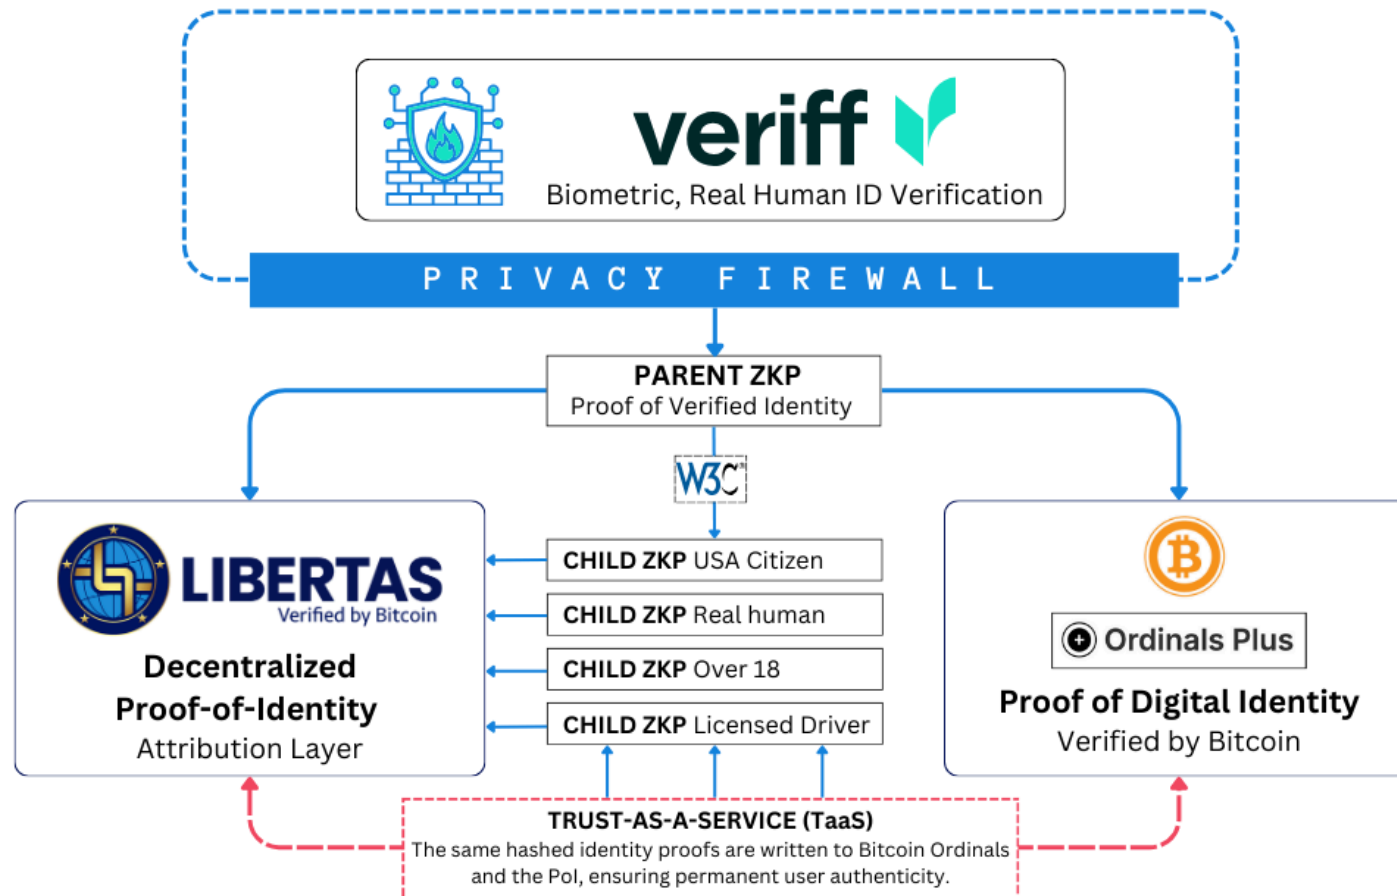 veriff
Biometric, Real Human ID Verification
PRIVACY FIREWALL
PARENT ZKP
Proof of Verified Identity
W3C®
CHILD ZKP USA Citizen
CHILD ZKP Real human
CHILD ZKP Over 18
CHILD ZKP Licensed Driver
LIBERTAS
Verified by Bitcoin
Decentralized
Proof-of-Identity
Attribution Layer
Ordinals Plus
Proof of Digital Identity
Verified by Bitcoin
TRUST-AS-A-SERVICE (TaaS)
The same hashed identity proofs are written to Bitcoin Ordinals
and the PoI, ensuring permanent user authenticity.